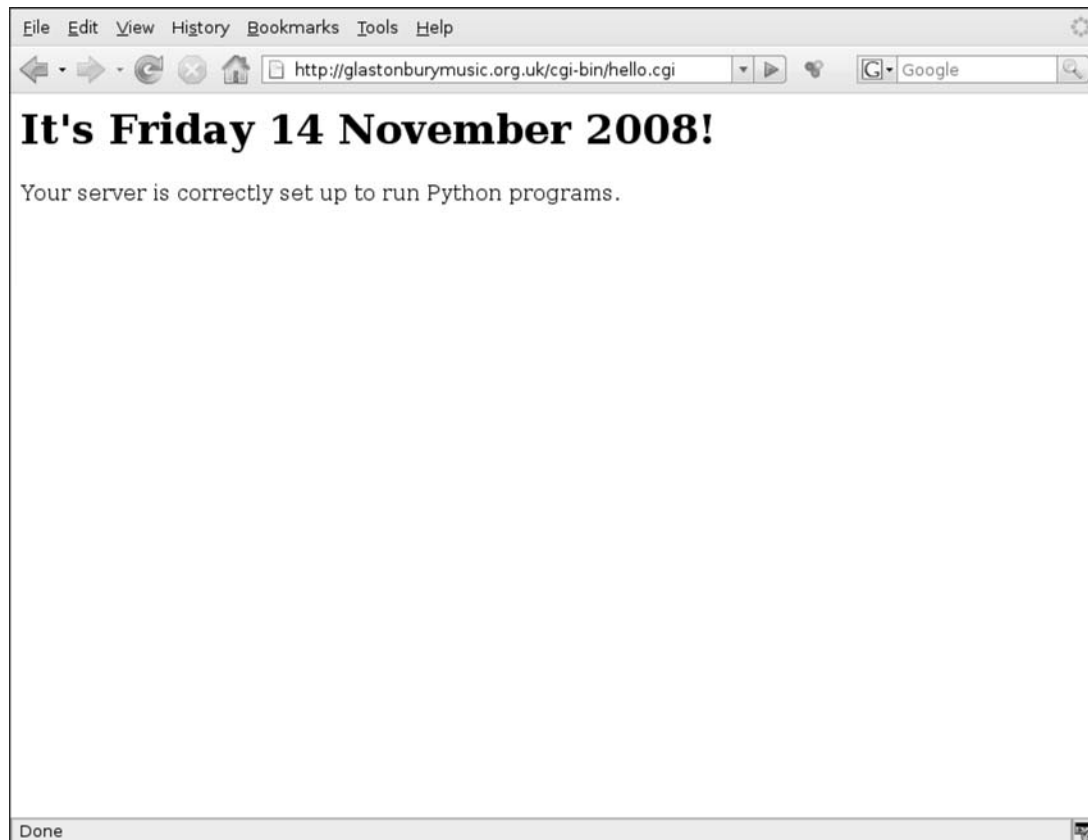 File Edit View History Bookmarks Tools Help
http://glastonburymusic.org.uk/cgi-bin/hello.cgi G Google
It's Friday 14 November 2008!
Your server is correctly set up to run Python programs.
Done